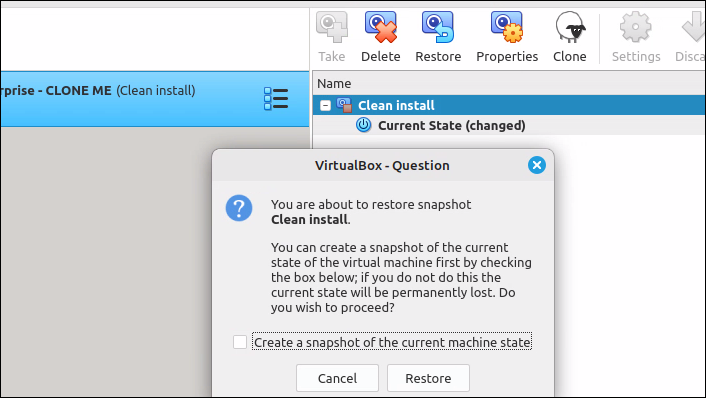 Take Delete Restore Properties Clone Settings
Name
CLONE ME (Clean install)
Clean install
Current State (changed)
VirtualBox - Question
You are about to restore snapshot
Clean install.
You can create a snapshot of the current
state of the virtual machine first by checking
the box below; if you do not do this the
current state will be permanently lost. Do
you wish to proceed?
Create a snapshot of the current machine state
Cancel Restore